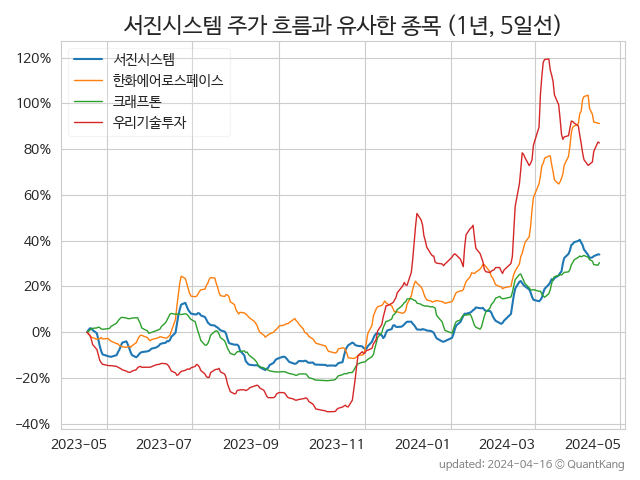 서진시스템 주가 흐름과 유사한 종목 (1년, 5일선)
서진시스템
한화에어로스페이스
크래프톤
우리기술투자
120%
100%
80%
60%
40%
20%
0%
−20%
−40%
2023-05 2023-07 2023-09 2023-11 2024-01 2024-03 2024-05
updated: 2024-04-16 © QuantKang